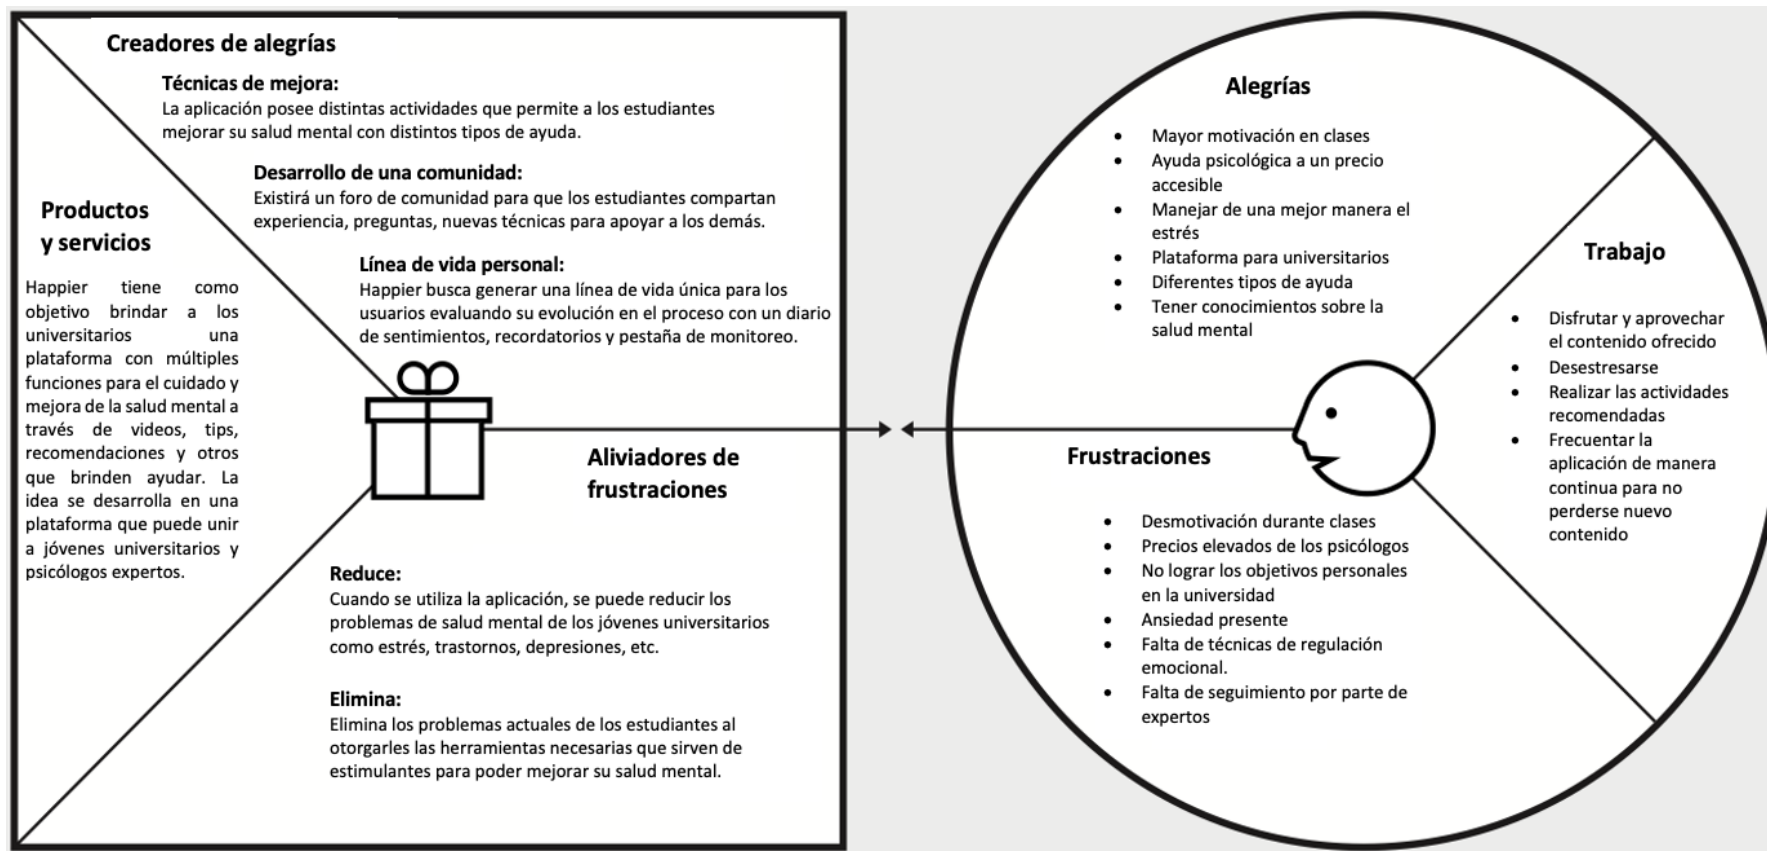 Creadores de alegrías
Técnicas de mejora:
La aplicación posee distintas actividades que permite a los estudiantes
mejorar su salud mental con distintos tipos de ayuda.
Desarrollo de una comunidad:
Existirá un foro de comunidad para que los estudiantes compartan
experiencia, preguntas, nuevas técnicas para apoyar a los demás.
Línea de vida personal:
Happier busca generar una línea de vida única para los
usuarios evaluando su evolución en el proceso con un diario
de sentimientos, recordatorios y pestaña de monitoreo.
Productos
y servicios
Happier tiene como
objetivo brindar a los
universitarios una
plataforma con múltiples
funciones para el cuidado y
mejora de la salud mental a
través de videos, tips,
recomendaciones y otros
que brinden ayudar. La
idea se desarrolla en una
plataforma que puede unir
a jóvenes universitarios y
psicólogos expertos.
Aliviadores de
frustraciones
Reduce:
Cuando se utiliza la aplicación, se puede reducir los
problemas de salud mental de los jóvenes universitarios
como estrés, trastornos, depresiones, etc.
Elimina:
Elimina los problemas actuales de los estudiantes al
otorgarles las herramientas necesarias que sirven de
estimulantes para poder mejorar su salud mental.
Alegrías
• Mayor motivación en clases
• Ayuda psicológica a un precio
accesible
• Manejar de una mejor manera el
estrés
• Plataforma para universitarios
• Diferentes tipos de ayuda
• Tener conocimientos sobre la
salud mental
Frustraciones
• Desmotivación durante clases
• Precios elevados de los psicólogos
• No lograr los objetivos personales
en la universidad
• Ansiedad presente
• Falta de técnicas de regulación
emocional.
• Falta de seguimiento por parte de
expertos
Trabajo
• Disfrutar y aprovechar
el contenido ofrecido
• Desestresarse
• Realizar las actividades
recomendadas
• Frecuentar la
aplicación de manera
continua para no
perderse nuevo
contenido